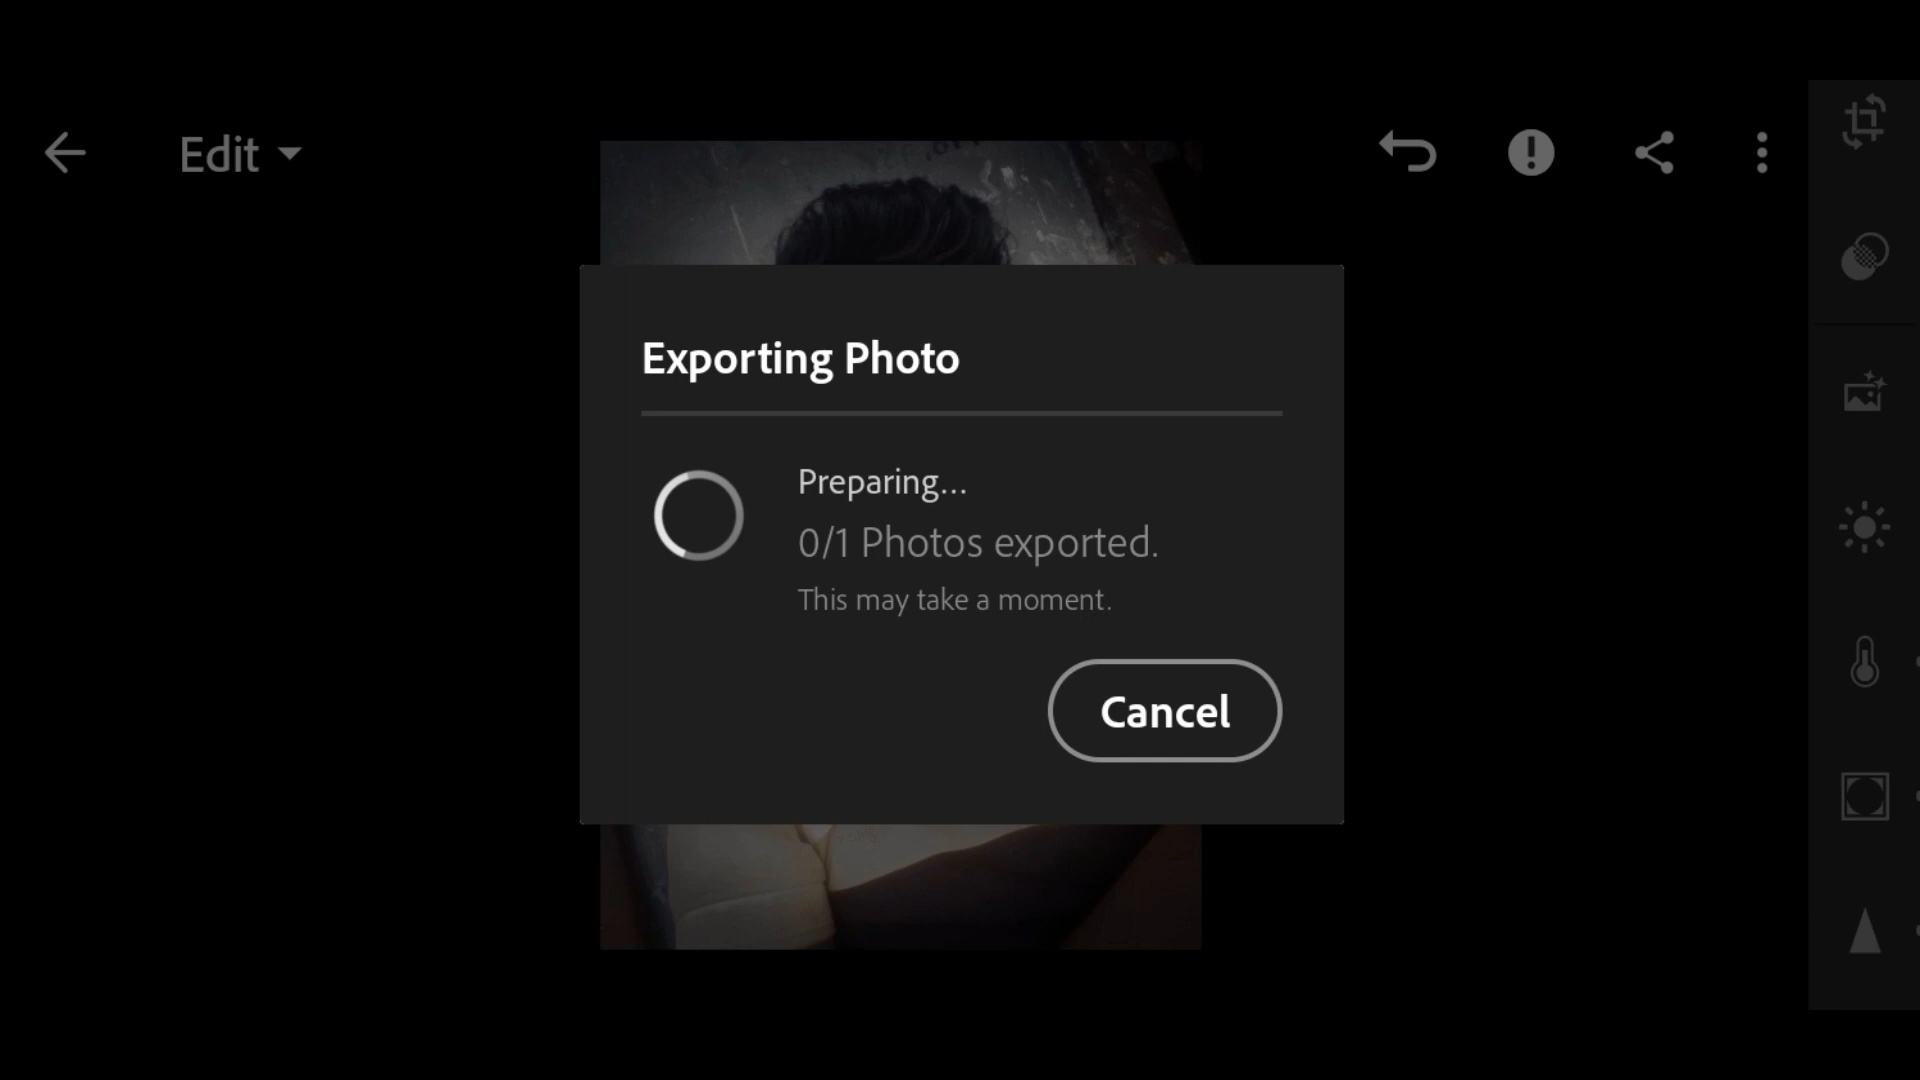 Edit
Exporting Photo
Preparing...
0/1 Photos exported.
This may take a moment.
Cancel